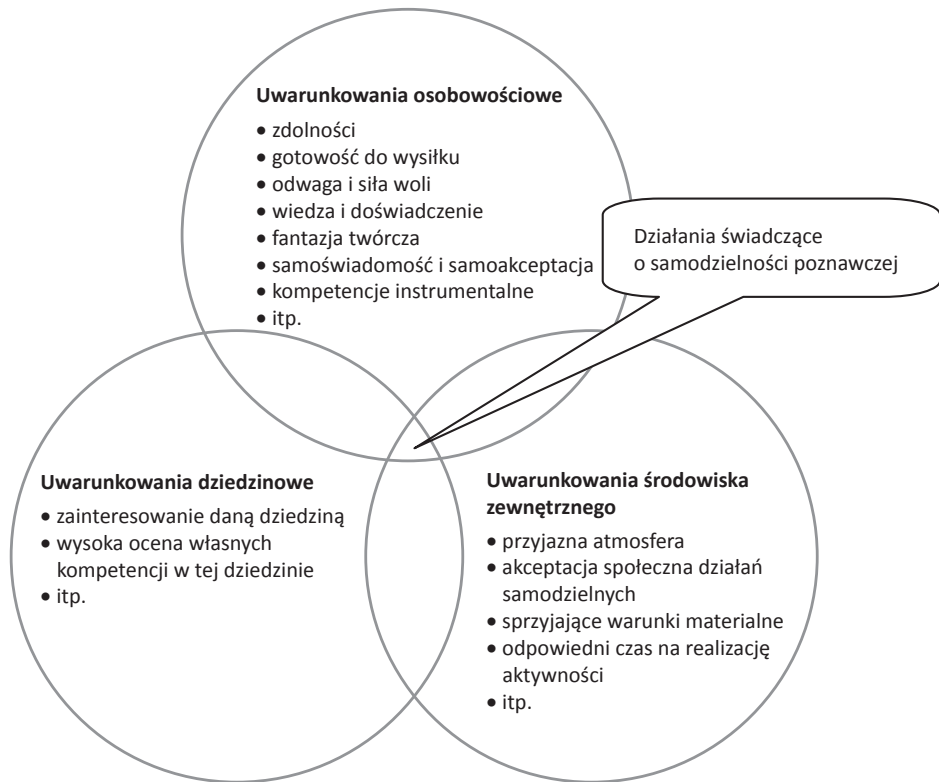 Uwarunkowania osobowościowe
• zdolności
• gotowość do wysiłku
• odwaga i siła woli
• wiedza i doświadczenie
• fantazja twórcza
• samoświadomość i samoakceptacja
• kompetencje instrumentalne
• itp.
Działania świadczące
o samodzielności poznawczej
Uwarunkowania dziedzinowe
• zainteresowanie daną dziedziną
• wysoka ocena własnych
kompetencji w tej dziedzinie
• itp.
Uwarunkowania środowiska
zewnętrznego
• przyjazna atmosfera
• akceptacja społeczna działań
samodzielnych
• sprzyjające warunki materialne
• odpowiedni czas na realizację
aktywności
• itp.